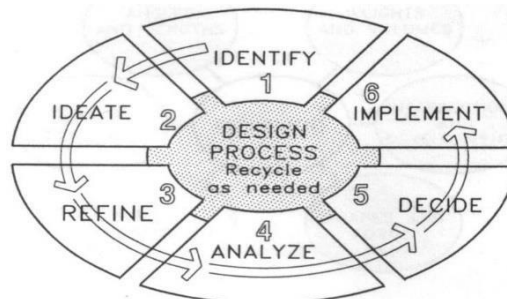 IDENTIFY
1
IDEATE
2
6
IMPLEMENT
DESIGN
PROCESS
Recycle
as needed
REFINE
3
5
DECIDE
4
ANALYZE